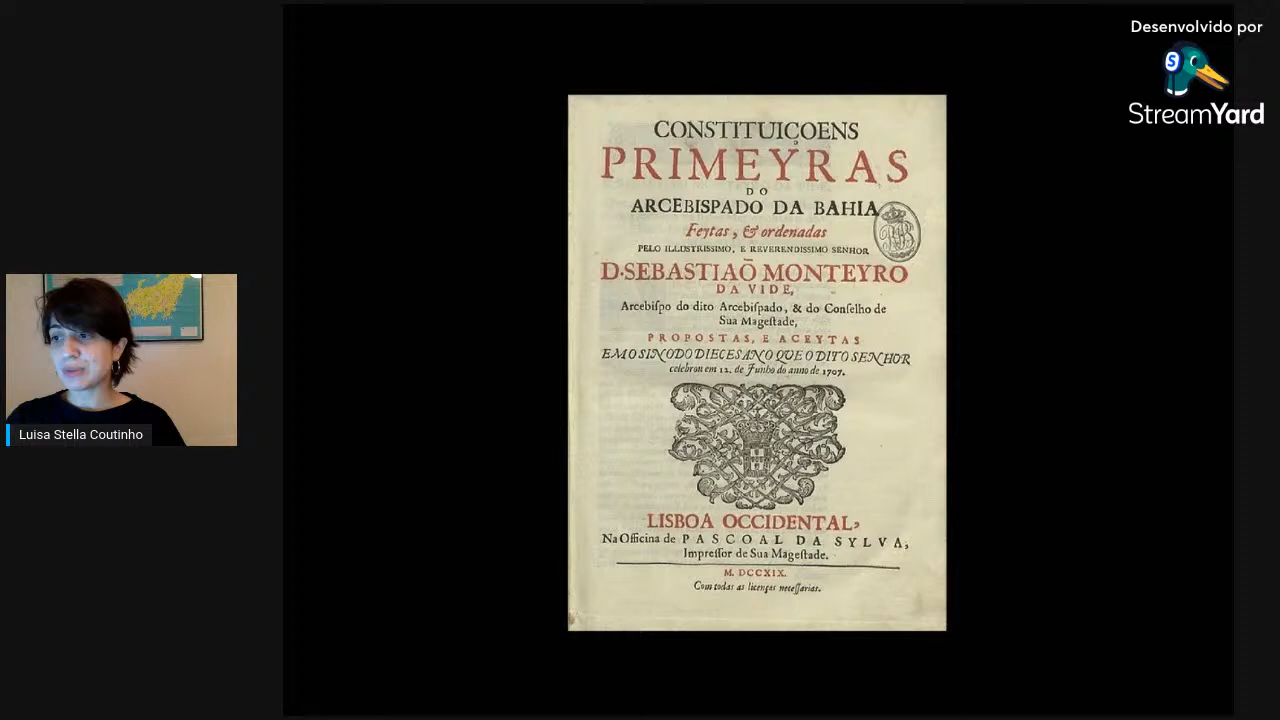 Desenvolvido por
StreamYard
CONSTITUIÇOENS
PRIMEYRAS
DO
ARCEBISPADO DA BAHIA
Feytas, & ordenadas
PELO ILLUSTRISSIMO, E REVERENDISSIMO SENHOR
D. SEBASTIAÕ MONTEYRO
DA VIDE,
Arcebiſpo do dito Arcebiſpado, & do Conſelho de
Sua Mageſtade,
PROPOSTAS, E ACEYTAS
EM O SINODO DIECESANO QUE O DITO SENHOR
celebrou em 12. de Junho do anno de 1707.
LISBOA OCCIDENTAL,
Na Officina de PASCOAL DA SYLVA,
Impreſſor de Sua Mageſtade.
M. DCCXIX.
Com todas as licenças neceſſarias.
Luisa Stella Coutinho